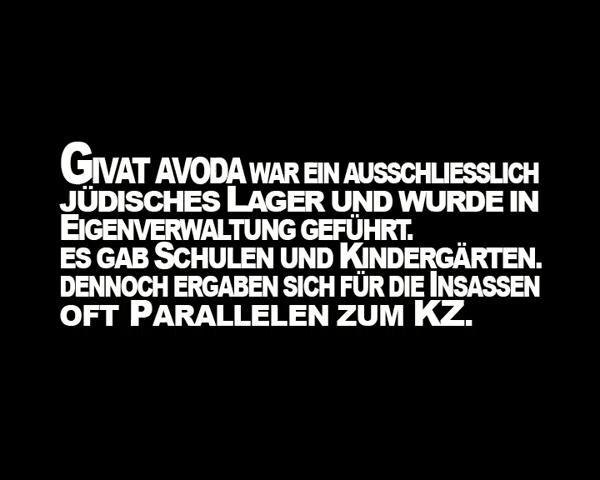 GIVAT AVODA WAR EIN AUSSCHLIESSLICH
JÜDISCHES LAGER UND WURDE IN
EIGENVERWALTUNG GEFÜHRT.
ES GAB SCHULEN UND KINDERGÄRTEN.
DENNOCH ERGABEN SICH FÜR DIE INSASSEN
OFT PARALLELEN ZUM KZ.